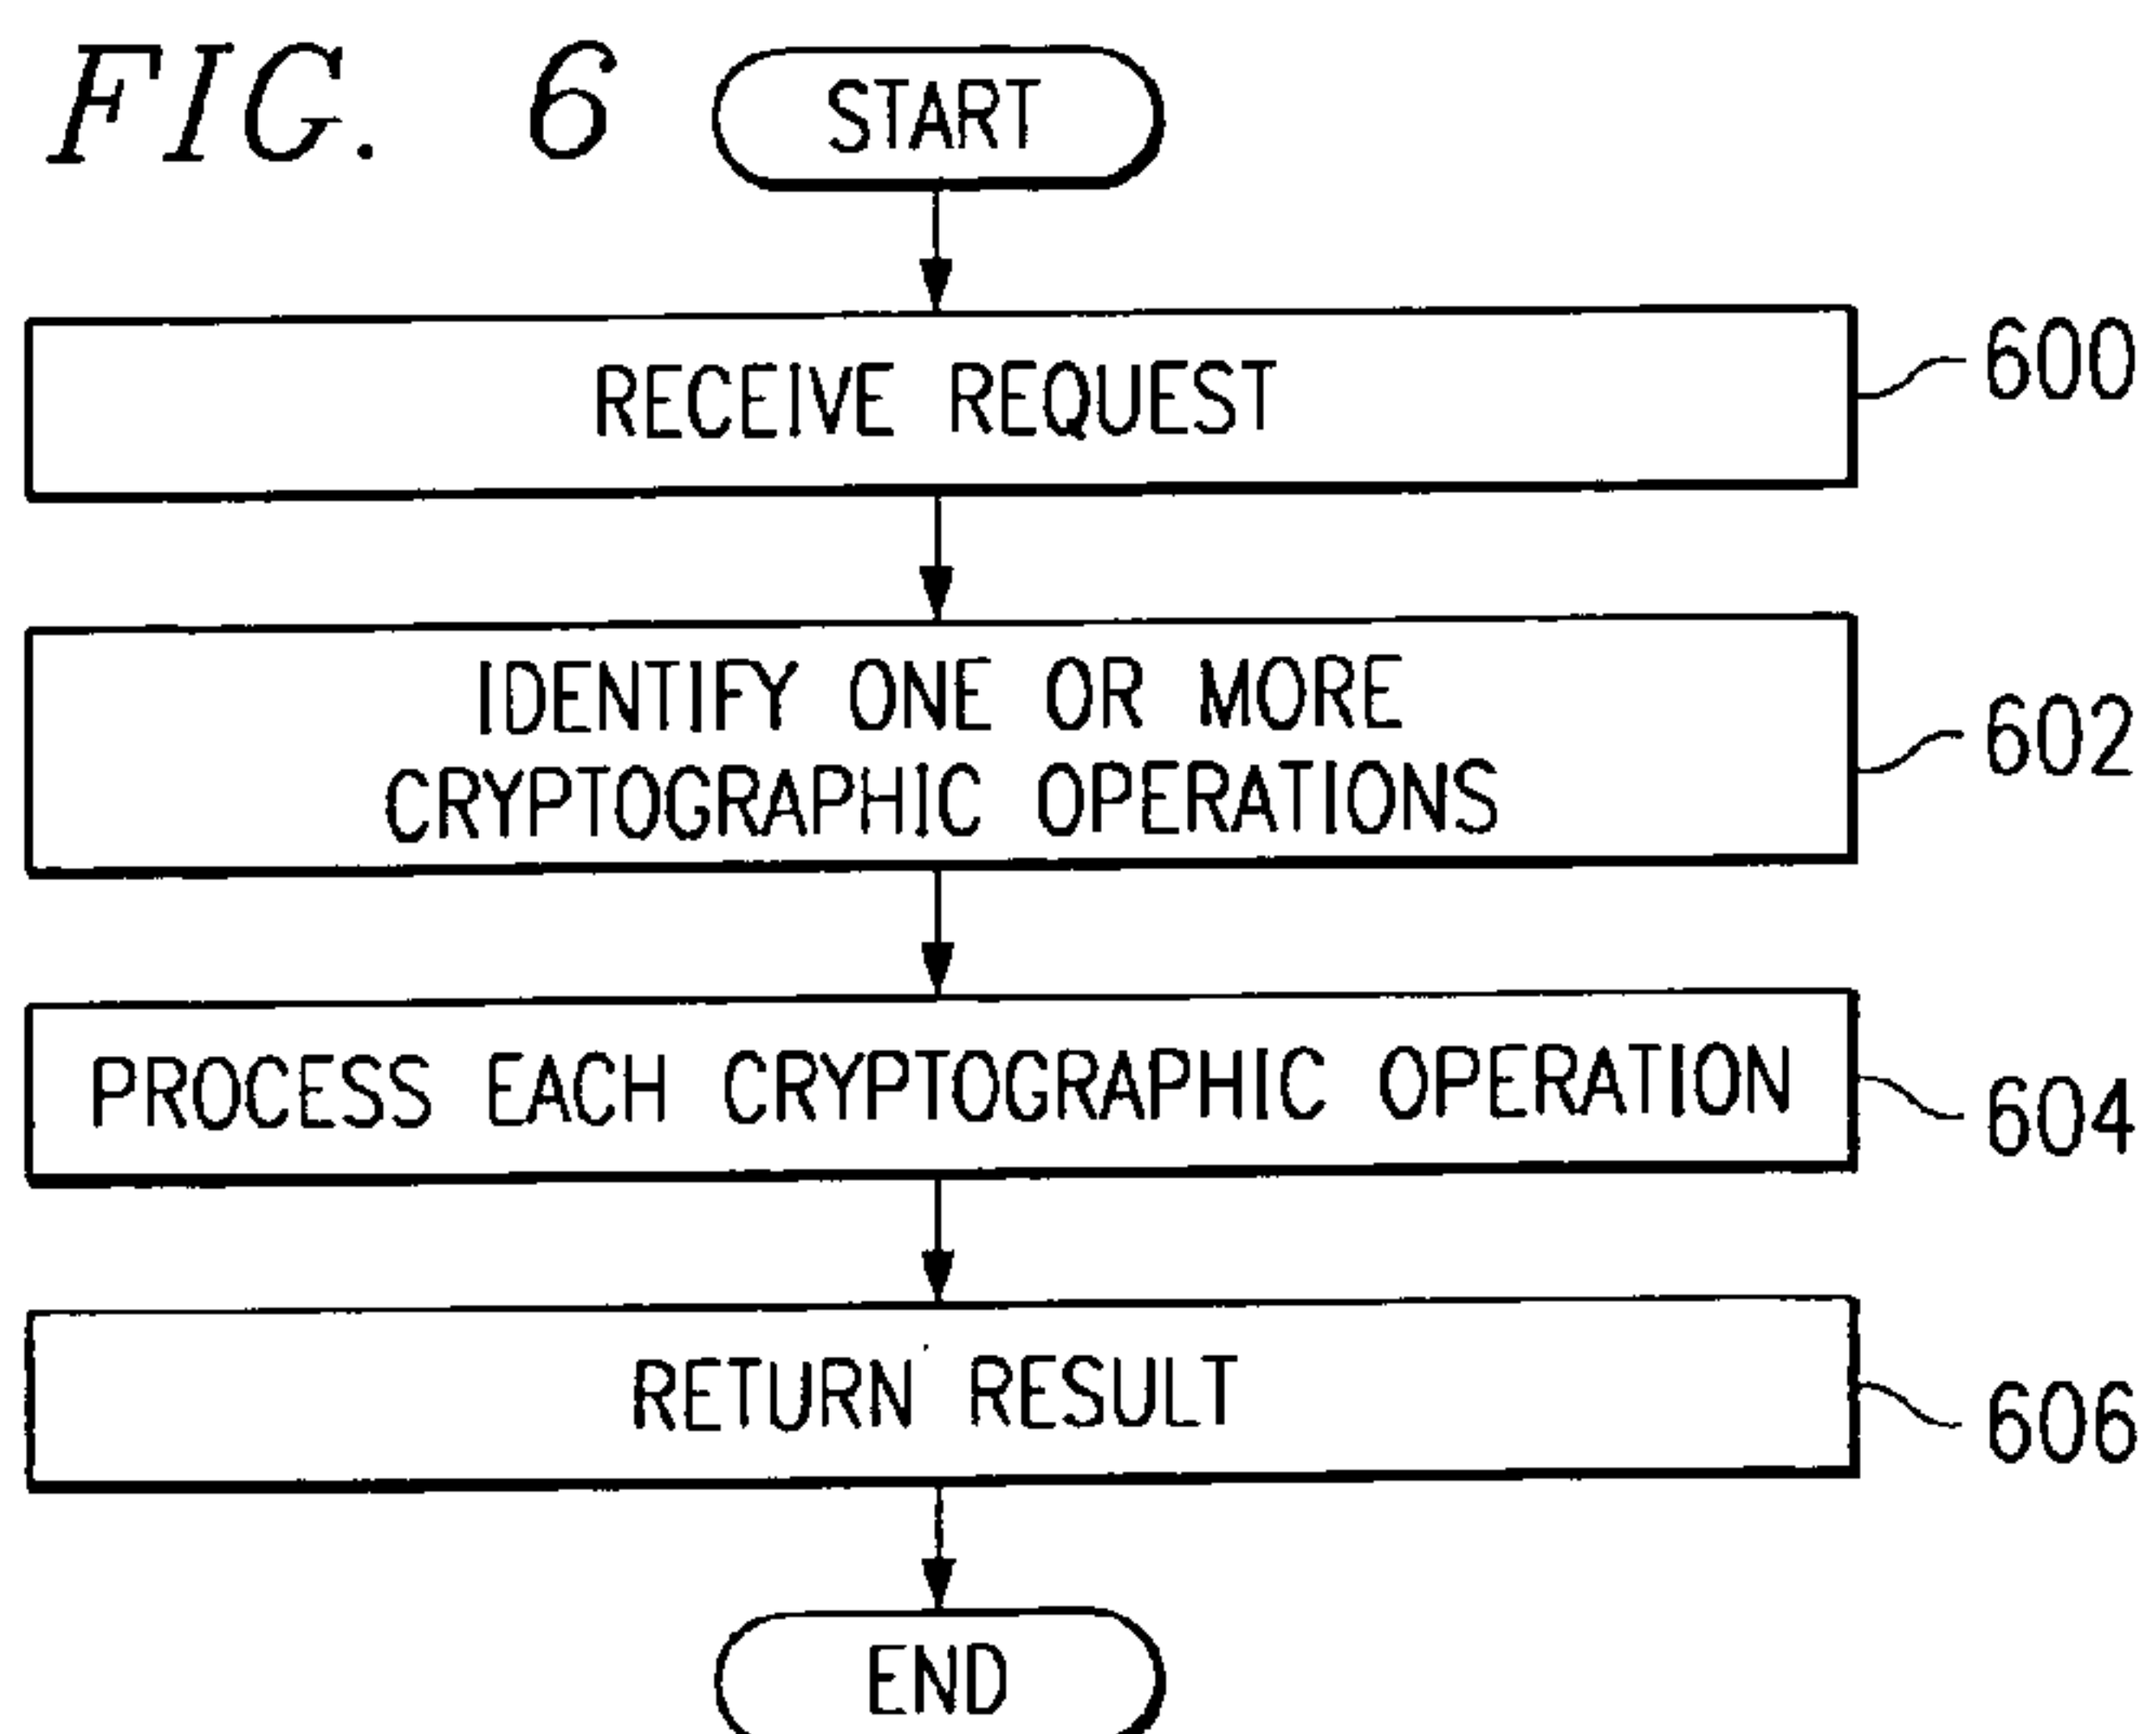 FIG. 6
START
RECEIVE REQUEST
600
IDENTIFY ONE OR MORE
CRYPTOGRAPHIC OPERATIONS
602
PROCESS EACH CRYPTOGRAPHIC OPERATION
604
RETURN RESULT
606
END